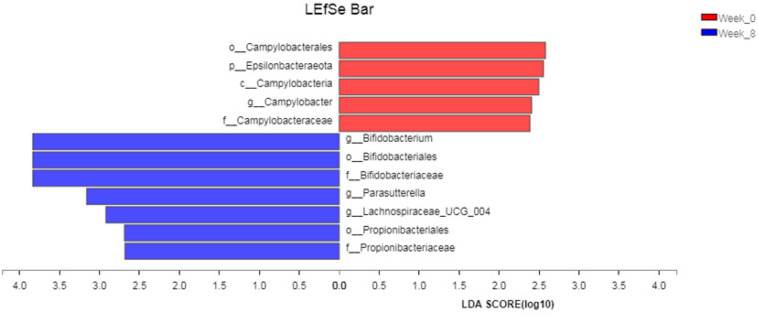 LEfSe Bar
Week_0
Week_8
o__Campylobacterales
p__Epsilonbacteraeota
c__Campylobacteria
g__Campylobacter
f__Campylobacteraceae
g__Bifidobacterium
o__Bifidobacteriales
f__Bifidobacteriaceae
g__Parasutterella
g__Lachnospiraceae_UCG_004
o__Propionibacteriales
f__Propionibacteriaceae
4.0 3.5 3.0 2.5 2.0 1.5 1.0 0.5 0.0 0.5 1.0 1.5 2.0 2.5 3.0 3.5 4.0
LDA SCORE(log10)